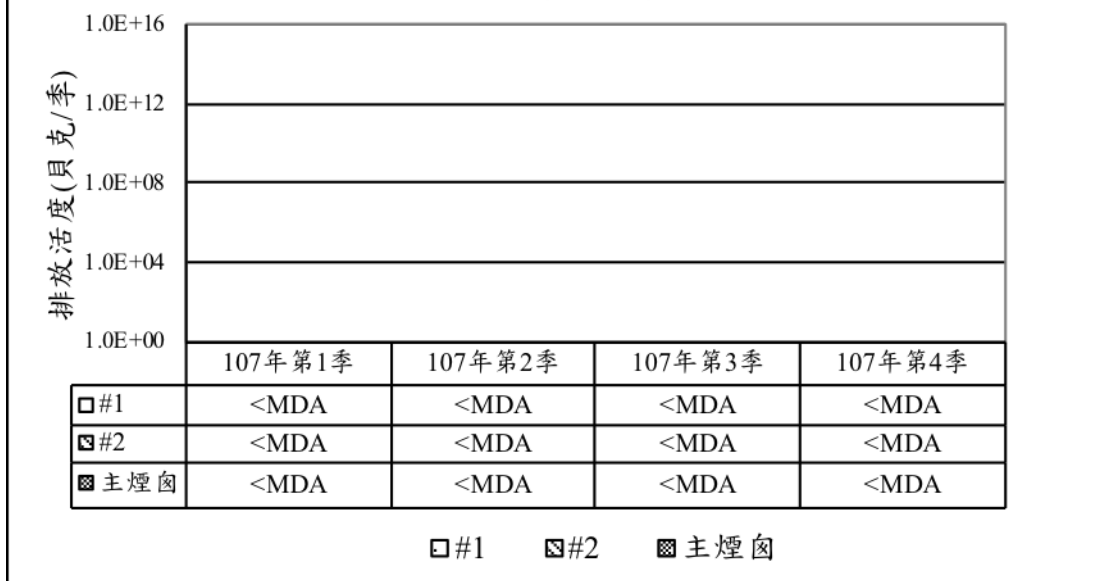 1.0E+16
1.0E+12
1.0E+08
1.0E+04
1.0E+00
排放活度(貝克/季)
107年第1季 107年第2季 107年第3季 107年第4季
#1 <MDA <MDA <MDA <MDA
#2 <MDA <MDA <MDA <MDA
主煙囪 <MDA <MDA <MDA <MDA
#1 #2 主煙囪